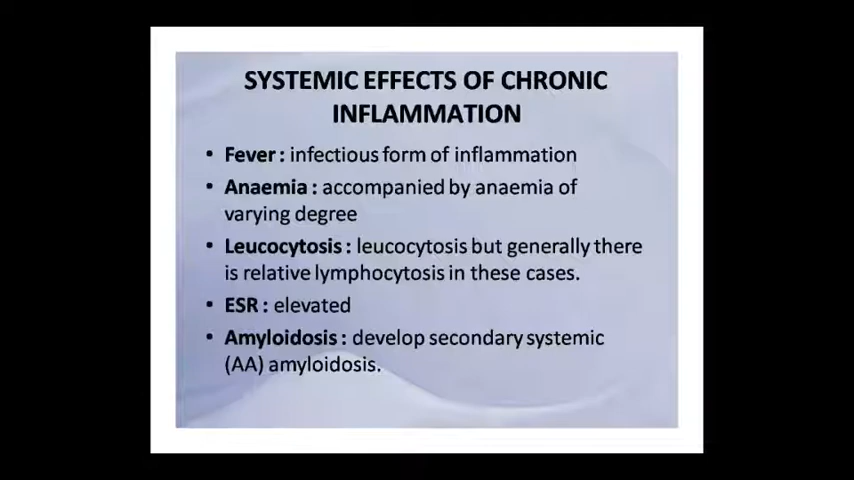 SYSTEMIC EFFECTS OF CHRONIC
INFLAMMATION
• Fever : infectious form of inflammation
• Anaemia : accompanied by anaemia of
varying degree
• Leucocytosis : leucocytosis but generally there
is relative lymphocytosis in these cases.
• ESR : elevated
• Amyloidosis : develop secondary systemic
(AA) amyloidosis.